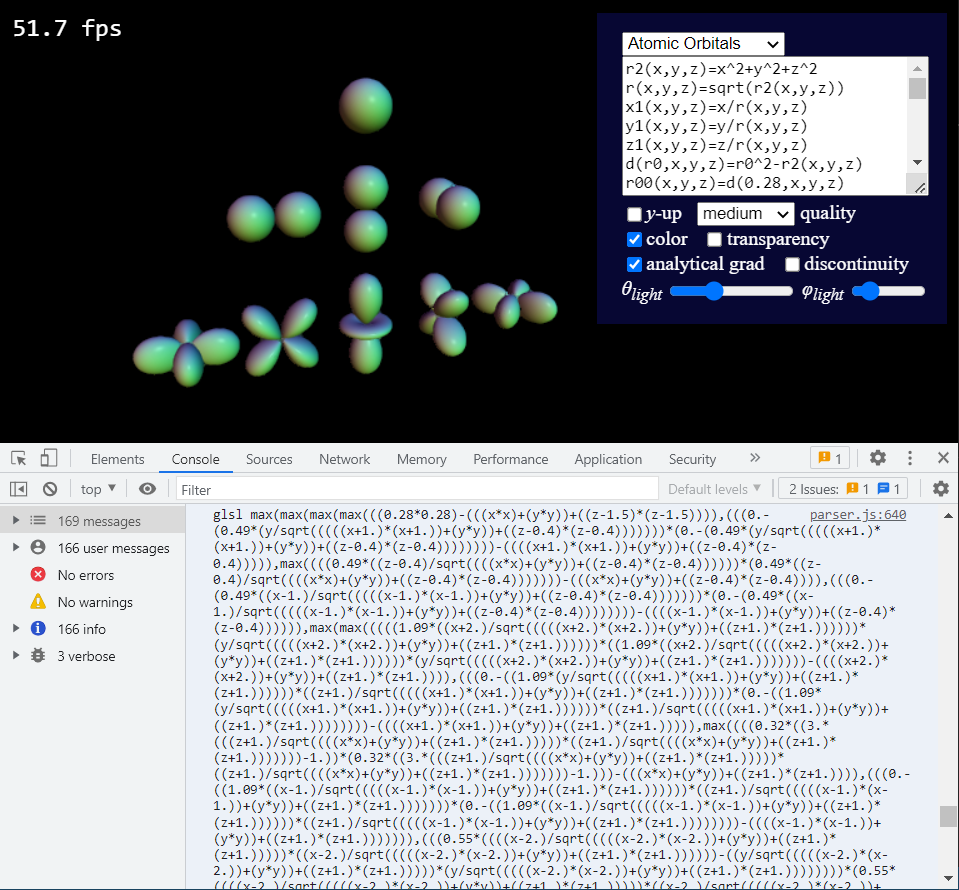 51.7 fps
Atomic Orbitals
r2(x,y,z)=x^2+y^2+z^2
r(x,y,z)=sqrt(r2(x,y,z))
x1(x,y,z)=x/r(x,y,z)
y1(x,y,z)=y/r(x,y,z)
z1(x,y,z)=z/r(x,y,z)
d(r0,x,y,z)=r0^2-r2(x,y,z)
r00(x,y,z)=d(0.28,x,y,z)
y-up medium quality
color transparency
analytical grad discontinuity
θlight φlight
Elements Console Sources Network Memory Performance Application Security » 1
top Filter Default levels 2 Issues: 1 1
169 messages
166 user messages
No errors
No warnings
166 info
3 verbose
parser.js:640
glsl max(max(max(max(((0.28*0.28)-(((x*x)+(y*y))+((z-1.5)*(z-1.5)))),(((0.-
(0.49*(y/sqrt(((((x+1.)*(x+1.))+(y*y))+((z-0.4)*(z-0.4)))))))*(0.-(0.49*(y/sqrt(((((x+1.)*
(x+1.))+(y*y))+((z-0.4)*(z-0.4))))))))-((((x+1.)*(x+1.))+(y*y))+((z-0.4)*(z-
0.4))))),max((((0.49*((z-0.4)/sqrt((((x*x)+(y*y))+((z-0.4)*(z-0.4))))))*(0.49*((z-
0.4)/sqrt((((x*x)+(y*y))+((z-0.4)*(z-0.4)))))))-(((x*x)+(y*y))+((z-0.4)*(z-0.4)))),(((0.-
(0.49*((x-1.)/sqrt(((((x-1.)*(x-1.))+(y*y))+((z-0.4)*(z-0.4)))))))*(0.-(0.49*((x-
1.)/sqrt(((((x-1.)*(x-1.))+(y*y))+((z-0.4)*(z-0.4))))))))-((((x-1.)*(x-1.))+(y*y))+((z-0.4)*
(z-0.4)))))),max(max(((((1.09*((x+2.)/sqrt(((((x+2.)*(x+2.))+(y*y))+((z+1.)*(z+1.))))))*
(y/sqrt(((((x+2.)*(x+2.))+(y*y))+((z+1.)*(z+1.))))))*((1.09*((x+2.)/sqrt(((((x+2.)*(x+2.))+
(y*y))+((z+1.)*(z+1.))))))*(y/sqrt(((((x+2.)*(x+2.))+(y*y))+((z+1.)*(z+1.)))))))-((((x+2.)*
(x+2.))+(y*y))+((z+1.)*(z+1.)))),(((0.-((1.09*(y/sqrt(((((x+1.)*(x+1.))+(y*y))+((z+1.)*
(z+1.))))))*((z+1.)/sqrt(((((x+1.)*(x+1.))+(y*y))+((z+1.)*(z+1.)))))))*(0.-((1.09*
(y/sqrt(((((x+1.)*(x+1.))+(y*y))+((z+1.)*(z+1.))))))*((z+1.)/sqrt(((((x+1.)*(x+1.))+(y*y))+
((z+1.)*(z+1.))))))))-((((x+1.)*(x+1.))+(y*y))+((z+1.)*(z+1.))))),max((((0.32*((3.*
(((z+1.)/sqrt((((x*x)+(y*y))+((z+1.)*(z+1.)))))*((z+1.)/sqrt((((x*x)+(y*y))+((z+1.)*
(z+1.)))))))-1.))*(0.32*((3.*(((z+1.)/sqrt((((x*x)+(y*y))+((z+1.)*(z+1.)))))*
((z+1.)/sqrt((((x*x)+(y*y))+((z+1.)*(z+1.)))))))-1.)))-(((x*x)+(y*y))+((z+1.)*(z+1.)))),(((0.-
((1.09*((x-1.)/sqrt(((((x-1.)*(x-1.))+(y*y))+((z+1.)*(z+1.))))))*((z+1.)/sqrt(((((x-1.)*(x-
1.))+(y*y))+((z+1.)*(z+1.)))))))*(0.-((1.09*((x-1.)/sqrt(((((x-1.)*(x-1.))+(y*y))+((z+1.)*
(z+1.))))))*((z+1.)/sqrt(((((x-1.)*(x-1.))+(y*y))+((z+1.)*(z+1.))))))))-((((x-1.)*(x-1.))+
(y*y))+((z+1.)*(z+1.)))))),(((0.55*((((x-2.)/sqrt(((((x-2.)*(x-2.))+(y*y))+((z+1.)*
(z+1.)))))*((x-2.)/sqrt(((((x-2.)*(x-2.))+(y*y))+((z+1.)*(z+1.))))))-((y/sqrt(((((x-2.)*(x-
2.))+(y*y))+((z+1.)*(z+1.)))))*(y/sqrt(((((x-2.)*(x-2.))+(y*y))+((z+1.)*(z+1.))))))))*(0.55*